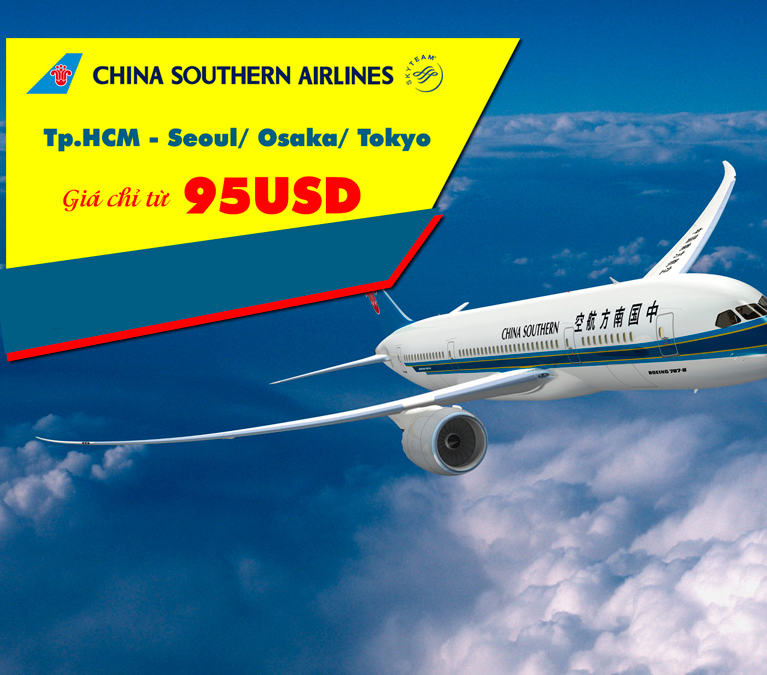 CHINA SOUTHERN AIRLINES
SKYTEAM
Tp.HCM - Seoul/ Osaka/ Tokyo
Giá chỉ từ 95USD
CHINA SOUTHERN 空航方南国中
BOEING 787-8